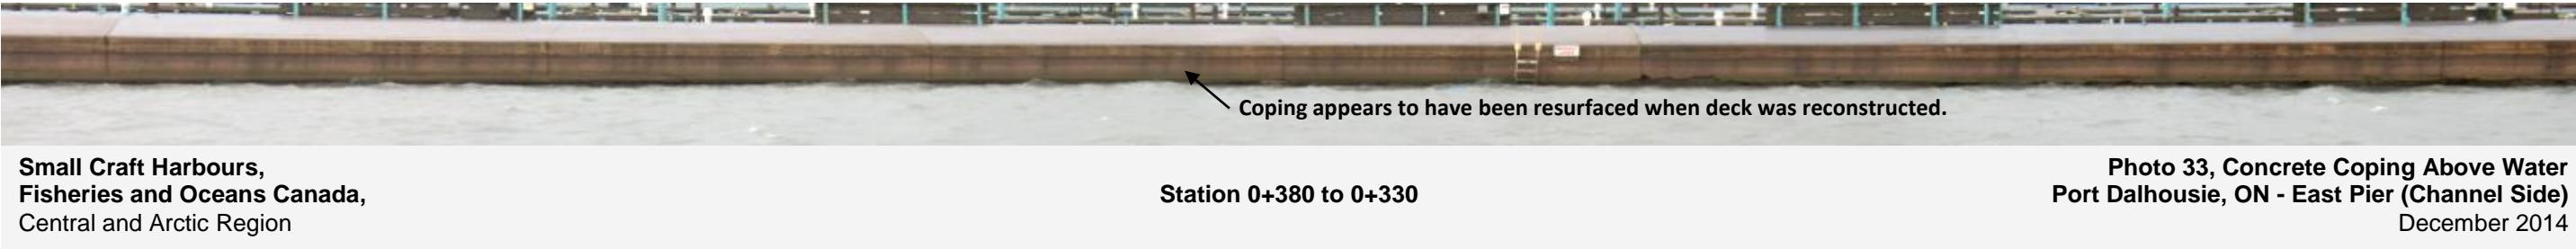 Coping appears to have been resurfaced when deck was reconstructed.
Small Craft Harbours,
Fisheries and Oceans Canada,
Central and Arctic Region
Station 0+380 to 0+330
Photo 33, Concrete Coping Above Water
Port Dalhousie, ON - East Pier (Channel Side)
December 2014